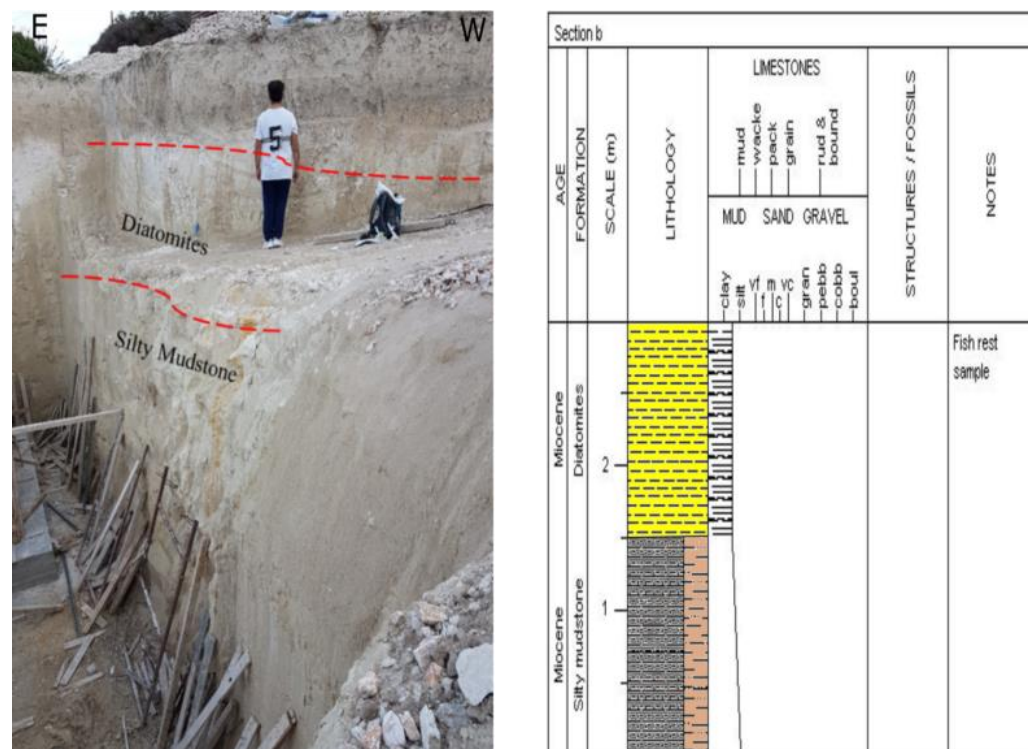 E
W
5
Diatomites
Silty Mudstone
Section b
AGE
FORMATION
SCALE (m)
LITHOLOGY
LIMESTONES
mud
wacke
pack
grain
rud &
bound
MUD SAND GRAVEL
clay
silt
vf
f
m
c
vc
gran
pebb
cobb
boul
STRUCTURES / FOSSILS
NOTES
Miocene
Diatomites
2
Fish rest
sample
Miocene
Silty mudstone
1